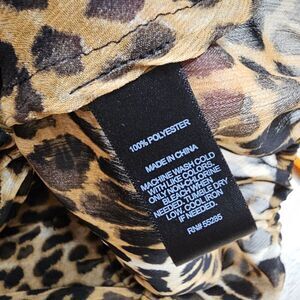 100% POLYESTER
MADE IN CHINA
MACHINE WASH COLD
WITH LIKE COLORS.
ONLY NON-CHLORINE
BLEACH WHEN
NEEDED. TUMBLE DRY
LOW. COOL IRON
IF NEEDED.
RN# 55285